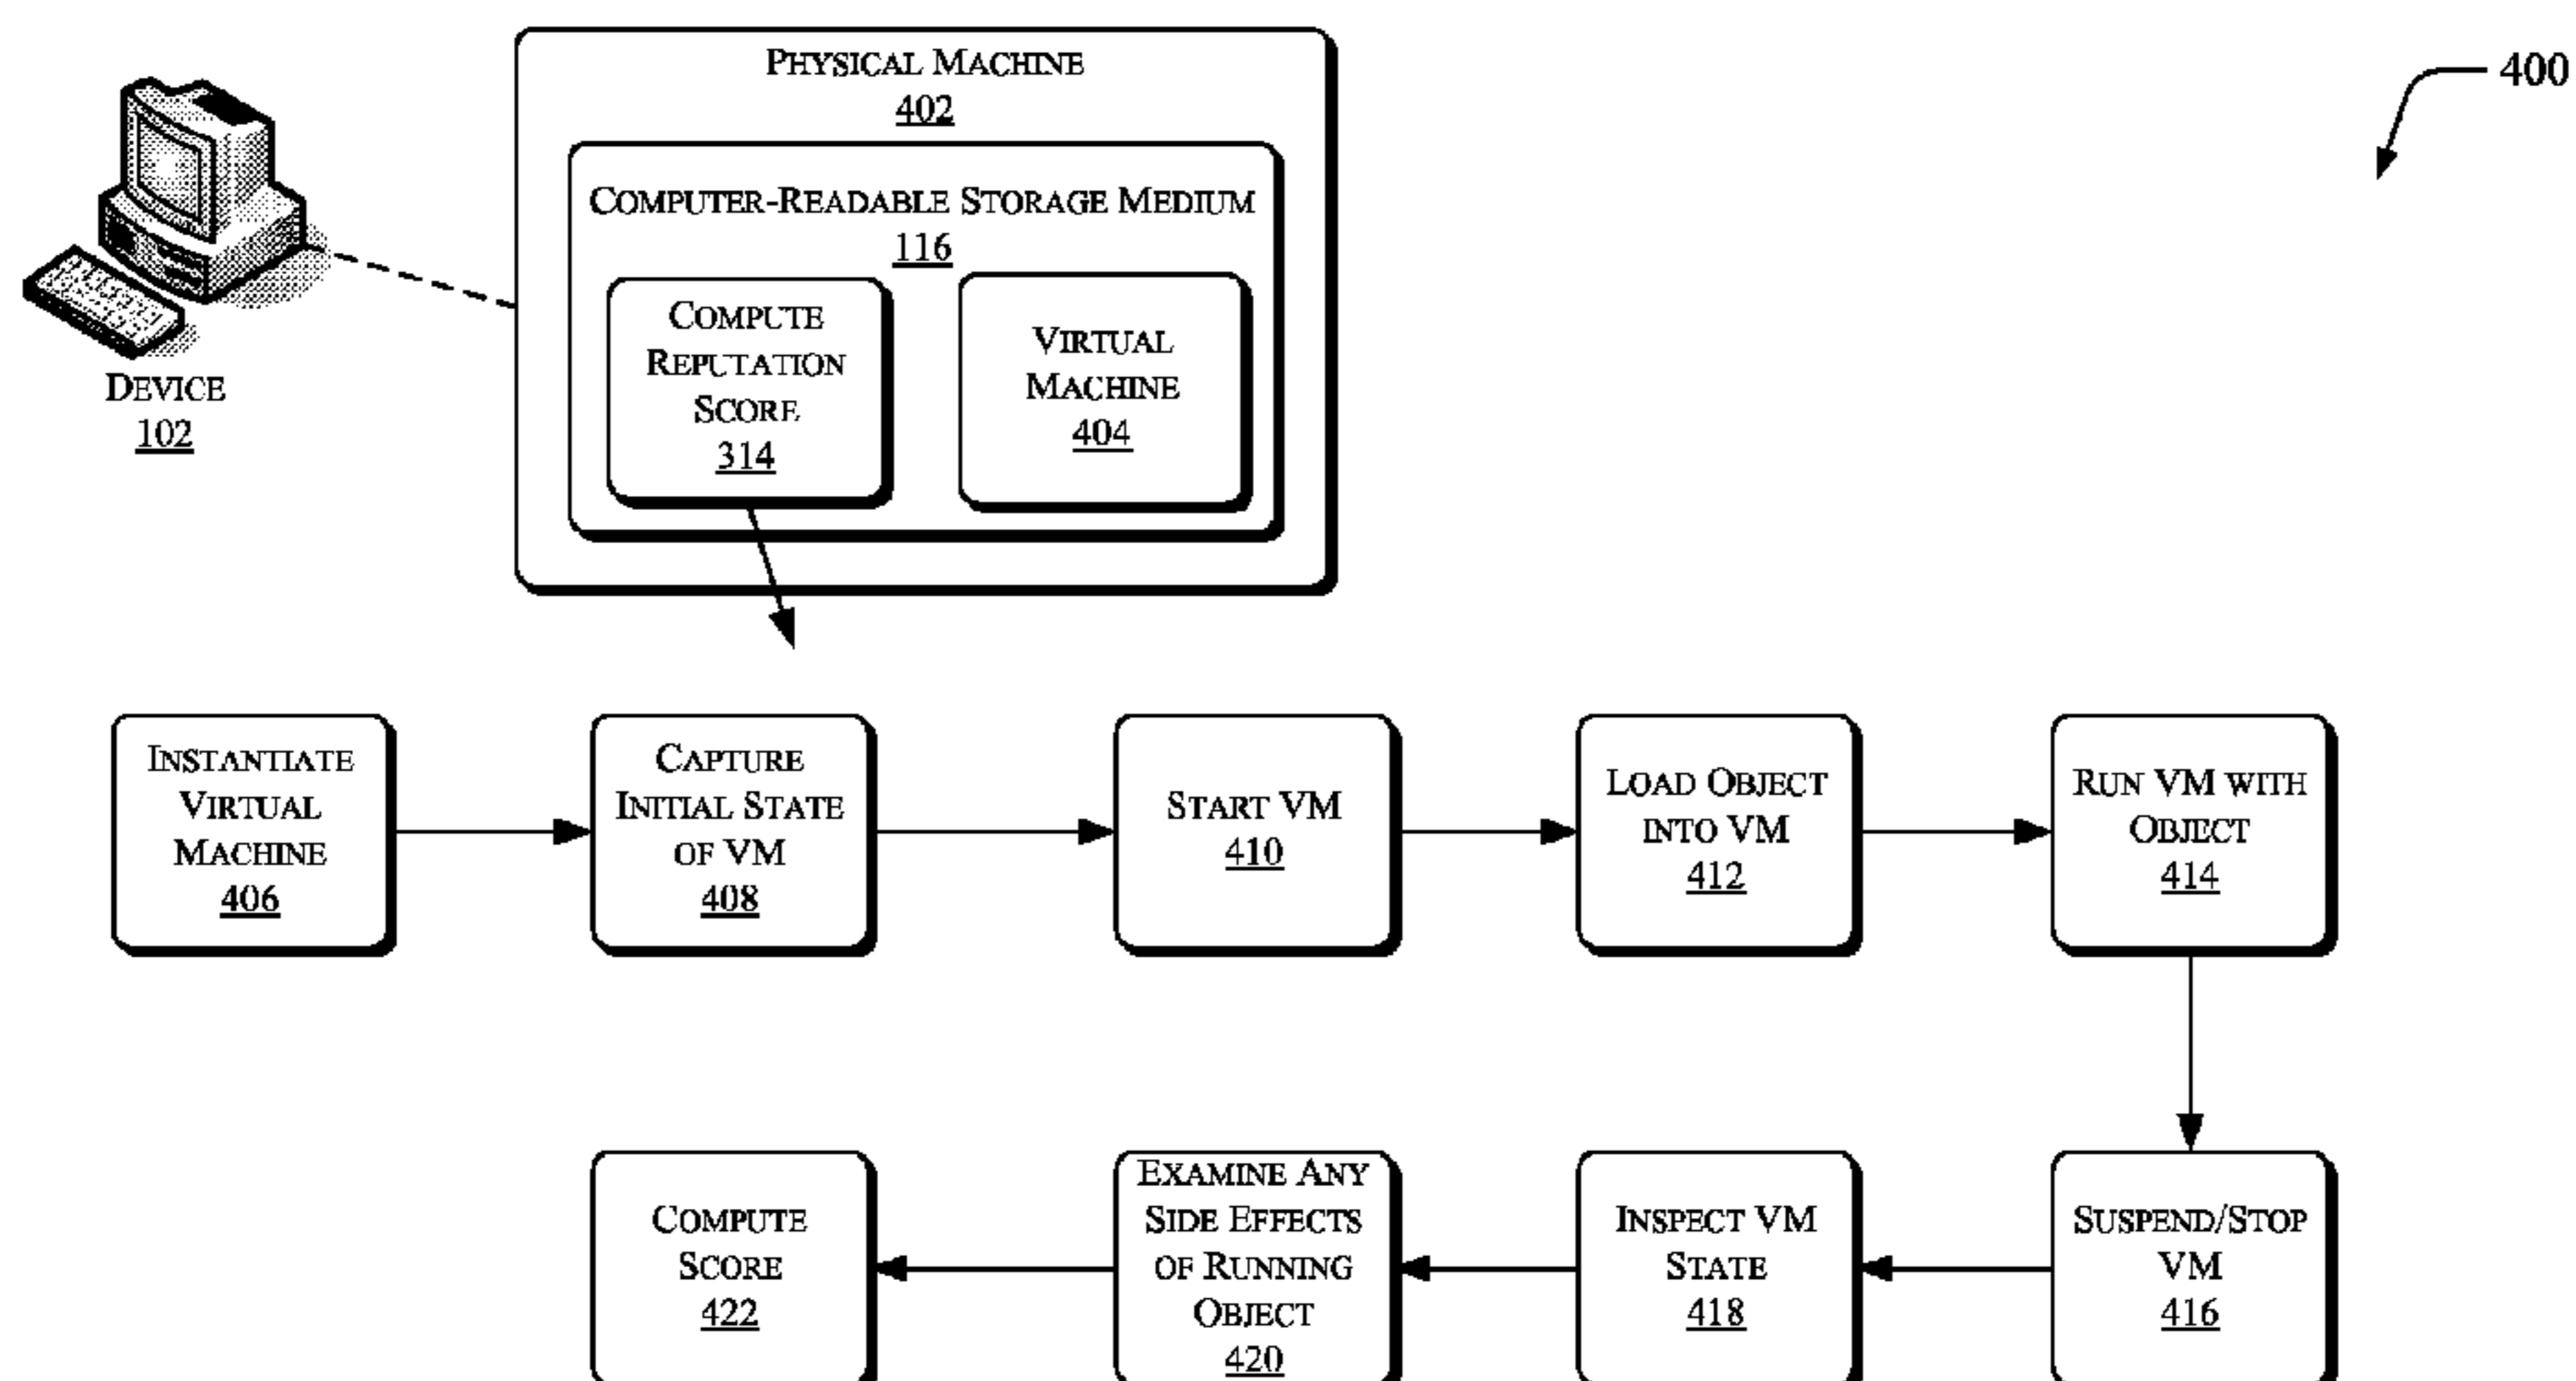 PHYSICAL MACHINE
402
400
COMPUTER-READABLE STORAGE MEDIUM
116
COMPUTE
REPUTATION
SCORE
314
VIRTUAL
MACHINE
404
DEVICE
102
INSTANTIATE
VIRTUAL
MACHINE
406
CAPTURE
INITIAL STATE
OF VM
408
START VM
410
LOAD OBJECT
INTO VM
412
RUN VM WITH
OBJECT
414
COMPUTE
SCORE
422
EXAMINE ANY
SIDE EFFECTS
OF RUNNING
OBJECT
420
INSPECT VM
STATE
418
SUSPEND/STOP
VM
416